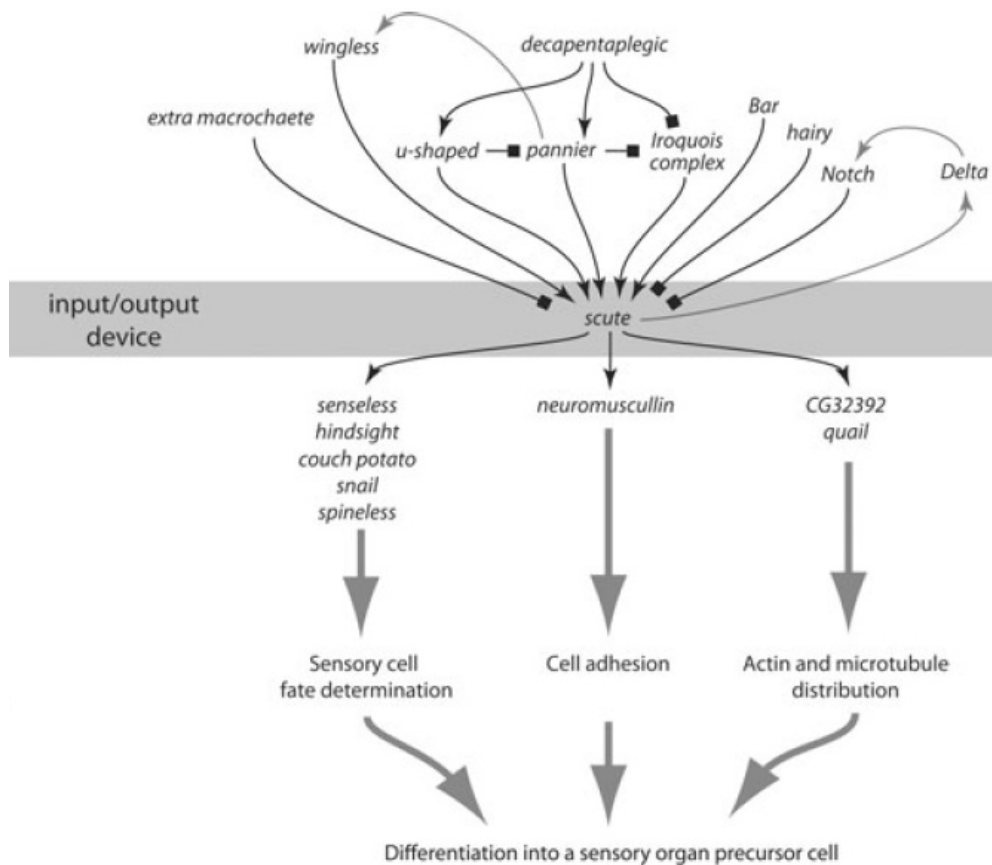 wingless
decapentaplegic
extra macrochaete
Bar
hairy
u-shaped
pannier
Iroquois
complex
Notch
Delta
input/output
device
scute
senseless
hindsight
couch potato
snail
spineless
neuromuscullin
CG32392
quail
Sensory cell
fate determination
Cell adhesion
Actin and microtubule
distribution
Differentiation into a sensory organ precursor cell